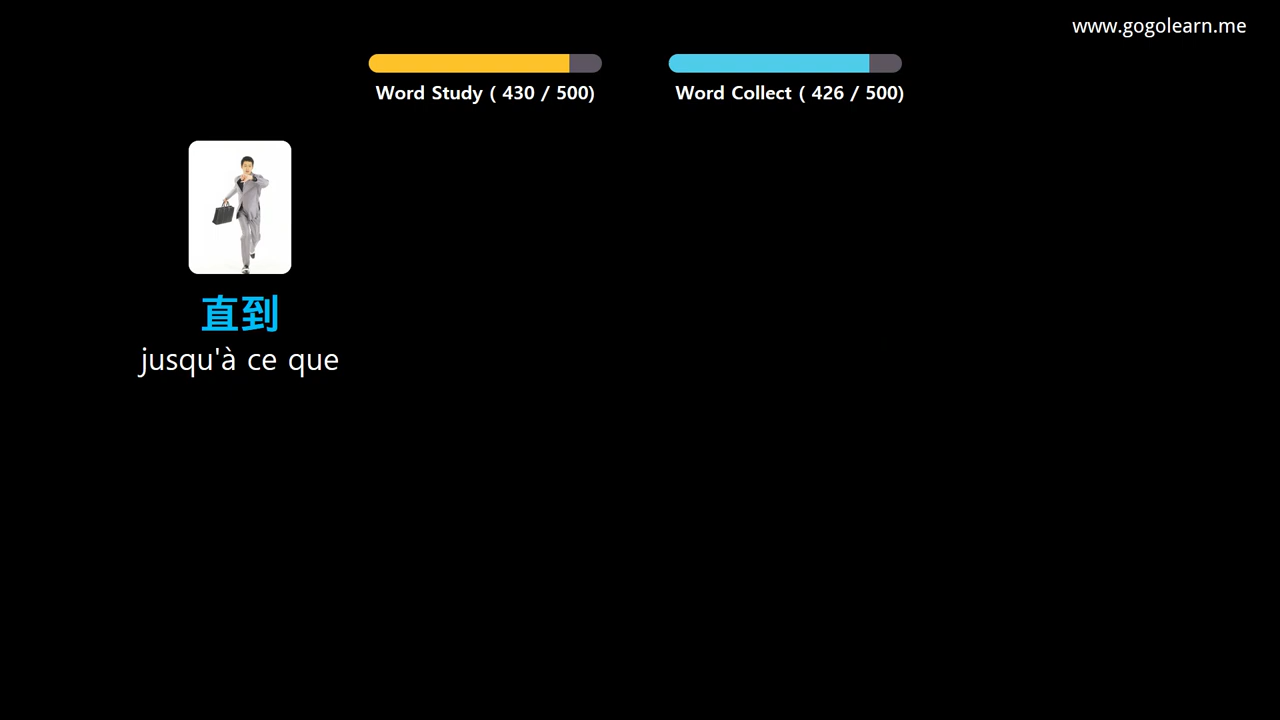 www.gogolearn.me
Word Study ( 430 / 500)
Word Collect ( 426 / 500)
直到
jusqu'à ce que